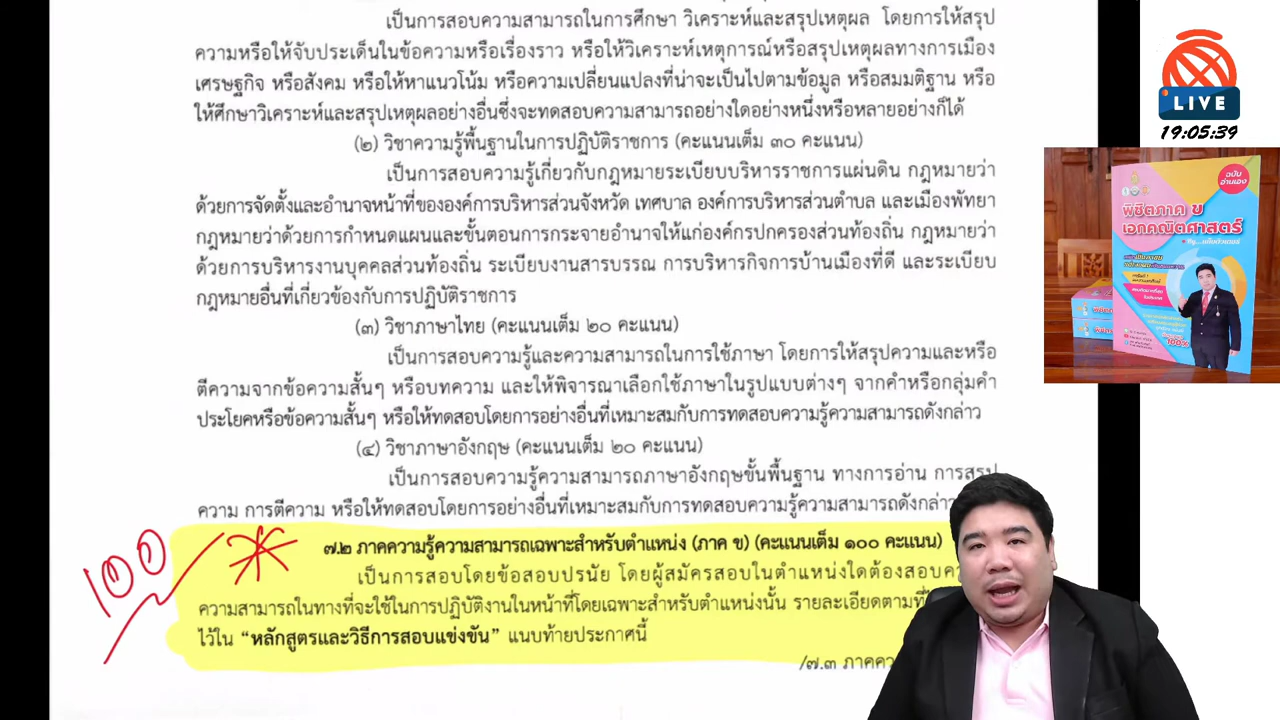 เป็นการสอบความสามารถในการศึกษา วิเคราะห์และสรุปเหตุผล โดยการให้สรุป
ความหรือให้จับประเด็นในข้อความหรือเรื่องราว หรือให้วิเคราะห์เหตุการณ์หรือสรุปเหตุผลทางการเมือง
เศรษฐกิจ หรือสังคม หรือให้หาแนวโน้ม หรือความเปลี่ยนแปลงที่น่าจะเป็นไปตามข้อมูล หรือสมมติฐาน หรือ
ให้ศึกษาวิเคราะห์และสรุปเหตุผลอย่างอื่นซึ่งจะทดสอบความสามารถอย่างใดอย่างหนึ่งหรือหลายอย่างก็ได้
(๒) วิชาความรู้พื้นฐานในการปฏิบัติราชการ (คะแนนเต็ม ๓๐ คะแนน)
เป็นการสอบความรู้เกี่ยวกับกฎหมายระเบียบบริหารราชการแผ่นดิน กฎหมายว่า
ด้วยการจัดตั้งและอำนาจหน้าที่ขององค์การบริหารส่วนจังหวัด เทศบาล องค์การบริหารส่วนตำบล และเมืองพัทยา
กฎหมายว่าด้วยการกำหนดแผนและขั้นตอนการกระจายอำนาจให้แก่องค์กรปกครองส่วนท้องถิ่น กฎหมายว่า
ด้วยการบริหารงานบุคคลส่วนท้องถิ่น ระเบียบงานสารบรรณ การบริหารกิจการบ้านเมืองที่ดี และระเบียบ
กฎหมายอื่นที่เกี่ยวข้องกับการปฏิบัติราชการ
(๓) วิชาภาษาไทย (คะแนนเต็ม ๒๐ คะแนน)
เป็นการสอบความรู้และความสามารถในการใช้ภาษา โดยการให้สรุปความและหรือ
ตีความจากข้อความสั้นๆ หรือบทความ และให้พิจารณาเลือกใช้ภาษาในรูปแบบต่างๆ จากคำหรือกลุ่มคำ
ประโยคหรือข้อความสั้นๆ หรือให้ทดสอบโดยการอย่างอื่นที่เหมาะสมกับการทดสอบความรู้ความสามารถดังกล่าว
(๔) วิชาภาษาอังกฤษ (คะแนนเต็ม ๒๐ คะแนน)
เป็นการสอบความรู้ความสามารถภาษาอังกฤษขั้นพื้นฐาน ทางการอ่าน การสรุป
ความ การตีความ หรือให้ทดสอบโดยการอย่างอื่นที่เหมาะสมกับการทดสอบความรู้ความสามารถดังกล่าว
๗.๒ ภาคความรู้ความสามารถเฉพาะสำหรับตำแหน่ง (ภาค ข) (คะแนนเต็ม ๑๐๐ คะแนน)
เป็นการสอบโดยข้อสอบปรนัย โดยผู้สมัครสอบในตำแหน่งใดต้องสอบ
ความสามารถในทางที่จะใช้ในการปฏิบัติงานในหน้าที่โดยเฉพาะสำหรับตำแหน่งนั้น รายละเอียดตามที่
ไว้ใน “หลักสูตรและวิธีการสอบแข่งขัน” แนบท้ายประกาศนี้
/๗.๓
100
LIVE
19:05:39
ฉบับ
อ่านเอง
พิชิตภาค ข
เอกคณิตศาสตร์
100%